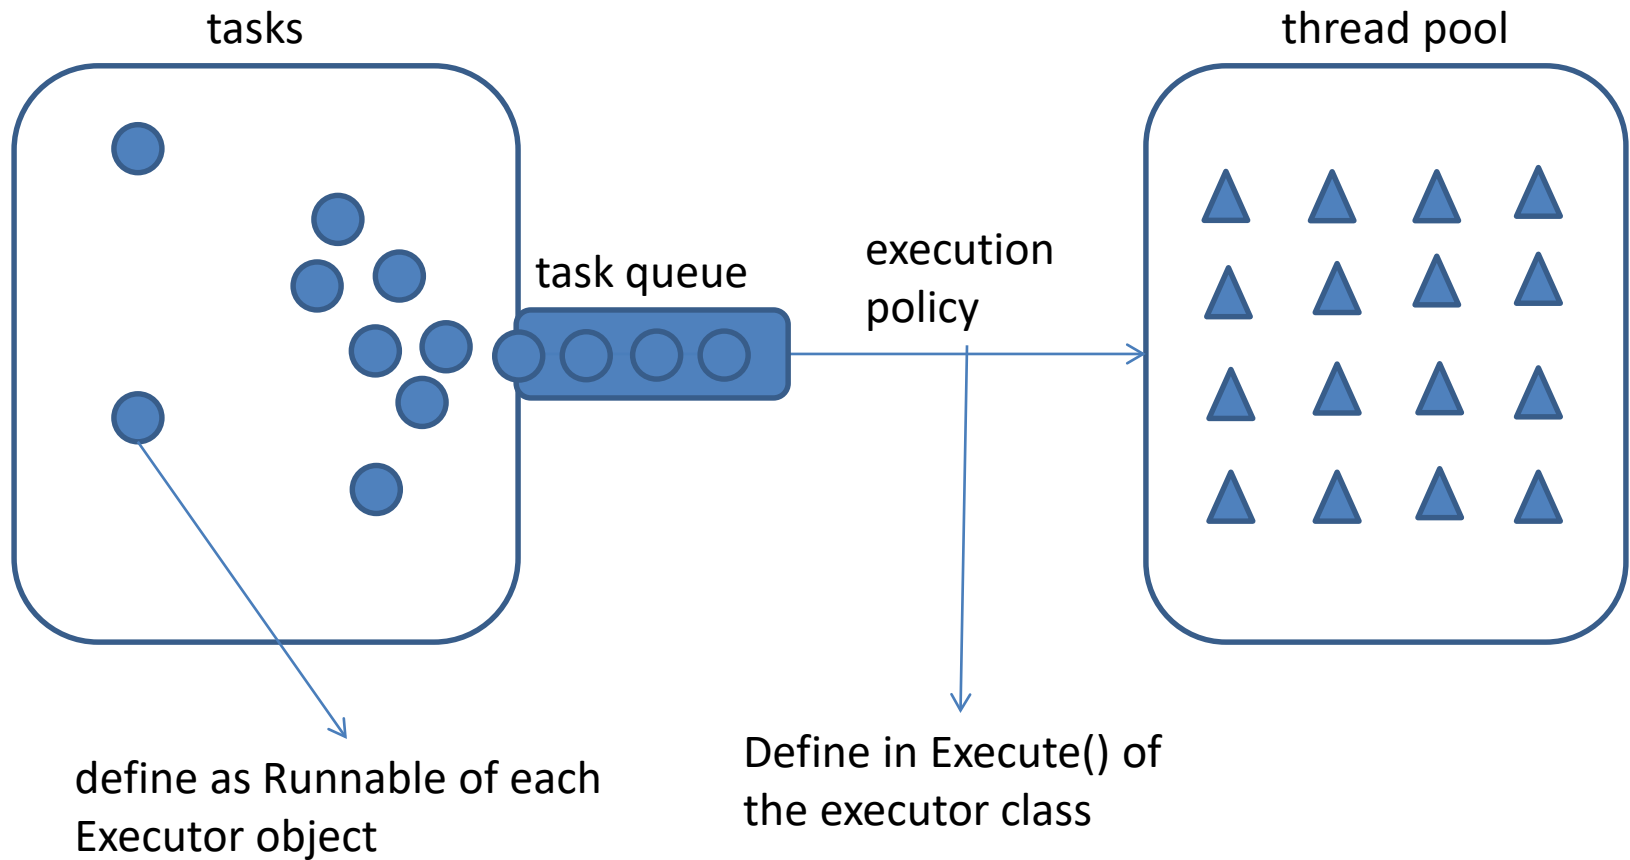 tasks
thread pool
execution
policy
task queue
Define in Execute() of
the executor class
define as Runnable of each
Executor object